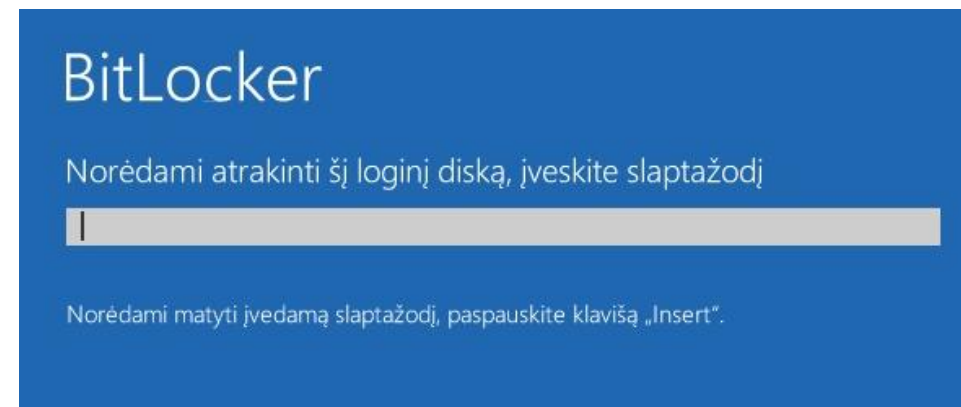 BitLocker
Norėdami atrakinti šį loginį diską, įveskite slaptažodį
Norėdami matyti įvedamą slaptažodį, paspauskite klavišą „Insert“.